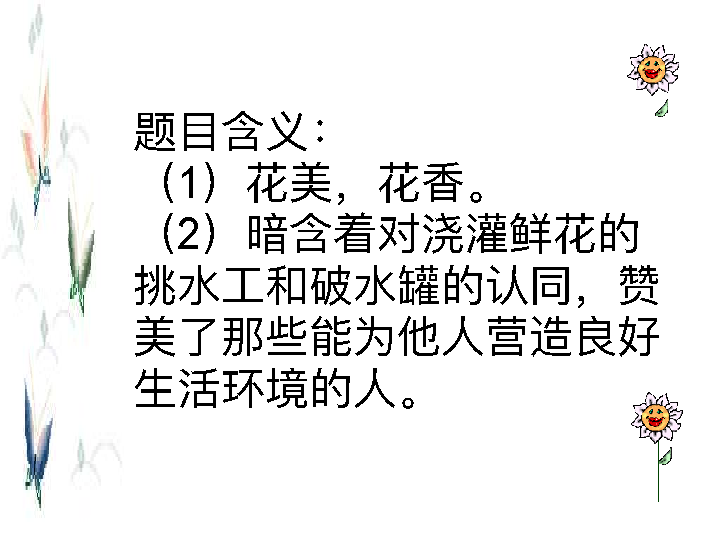 题目含义：
（1）花美，花香。
（2）暗含着对浇灌鲜花的
挑水工和破水罐的认同，赞
美了那些能为他人营造良好
生活环境的人。